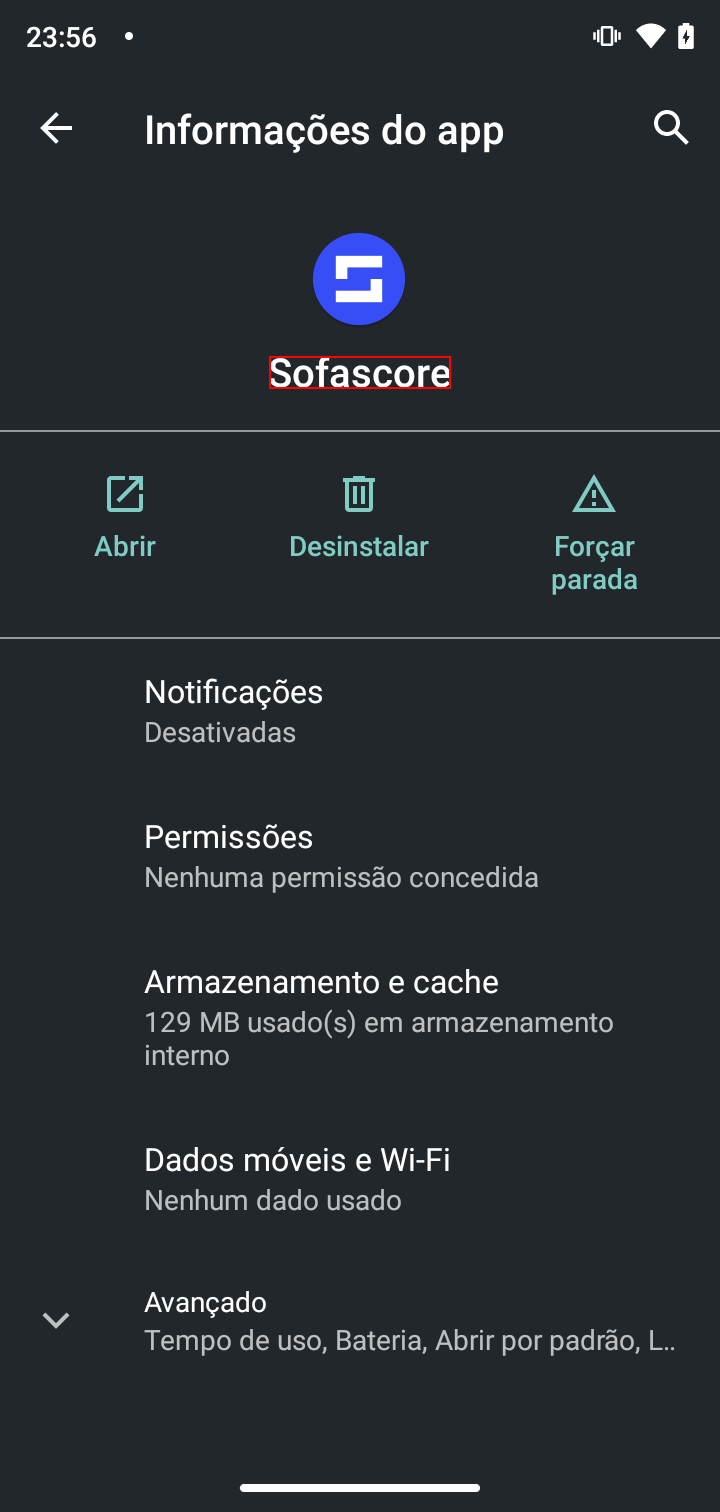 23:56
Informações do app
Sofascore
Abrir
Desinstalar
Forçar
parada
Notificações
Desativadas
Permissões
Nenhuma permissão concedida
Armazenamento e cache
129 MB usado(s) em armazenamento
interno
Dados móveis e Wi-Fi
Nenhum dado usado
Avançado
Tempo de uso, Bateria, Abrir por padrão, L..